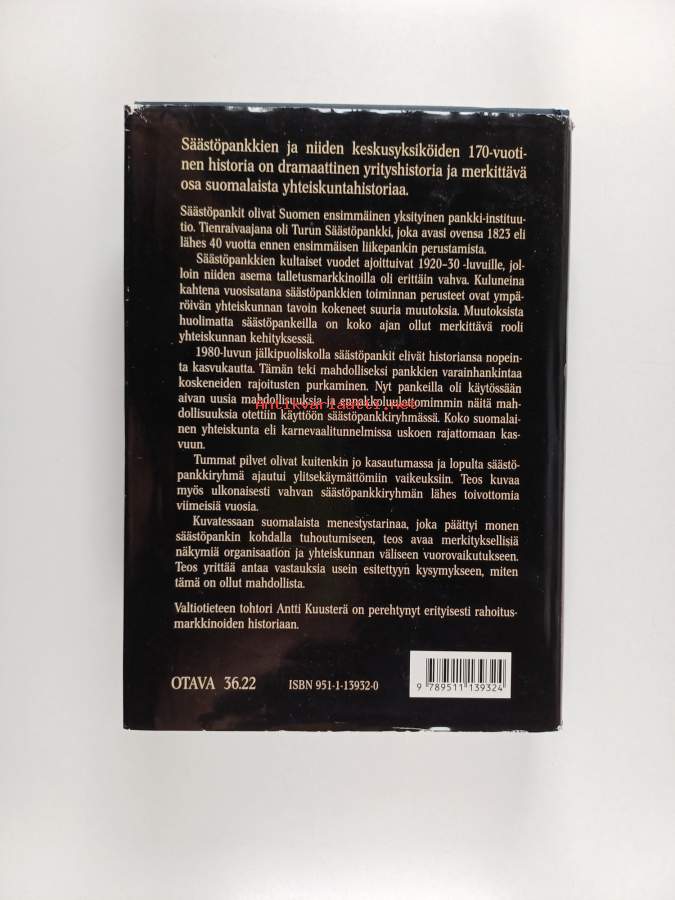 Säästöpankkien ja niiden keskusyksiköiden 170-vuoti-
nen historia on dramaattinen yrityshistoria ja merkittävä
osa suomalaista yhteiskuntahistoriaa.
Säästöpankit olivat Suomen ensimmäinen yksityinen pankki-instituu-
tio. Tienraivaajana oli Turun Säästöpankki, joka avasi ovensa 1823 eli
lähes 40 vuotta ennen ensimmäisen liikepankin perustamista.
Säästöpankkien kultaiset vuodet ajoittuivat 1920–30 -luvuille, jol-
loin niiden asema talletusmarkkinoilla oli erittäin vahva. Kuluneina
kahtena vuosisatana säästöpankkien toiminnan perusteet ovat ympä-
röivän yhteiskunnan tavoin kokeneet suuria muutoksia. Muutoksista
huolimatta säästöpankeilla on koko ajan ollut merkittävä rooli
yhteiskunnan kehityksessä.
1980-luvun jälkipuoliskolla säästöpankit elivät historiansa nopein-
ta kasvukautta. Tämän teki mahdolliseksi pankkien varainhankintaa
koskeneiden rajoitusten purkaminen. Nyt pankeilla oli käytössään
aivan uusia mahdollisuuksia ja ennakkoluulottomimmin näitä mah-
Antikvariaatti.net
dollisuuksia otettiin käyttöön säästöpankkiryhmässä. Koko suomalai-
nen yhteiskunta eli karnevaalitunnelmissa uskoen rajattomaan kas-
vuun.
Tummat pilvet olivat kuitenkin jo kasautumassa ja lopulta säästö-
pankkiryhmä ajautui ylitsekäymättömiin vaikeuksiin. Teos kuvaa
myös ulkonaisesti vahvan säästöpankkiryhmän lähes toivottomia
viimeisiä vuosia.
Kuvatessaan suomalaista menestystarinaa, joka päättyi monen
säästöpankin kohdalla tuhoutumiseen, teos avaa merkityksellisiä
näkymiä organisaation ja yhteiskunnan väliseen vuorovaikutukseen.
Teos yrittää antaa vastauksia usein esitettyyn kysymykseen, miten
tämä on ollut mahdollista.
Valtiotieteen tohtori Antti Kuusterä on perehtynyt erityisesti rahoitus-
markkinoiden historiaan.
OTAVA 36.22 ISBN 951-1-13932-0
9 789511 139324